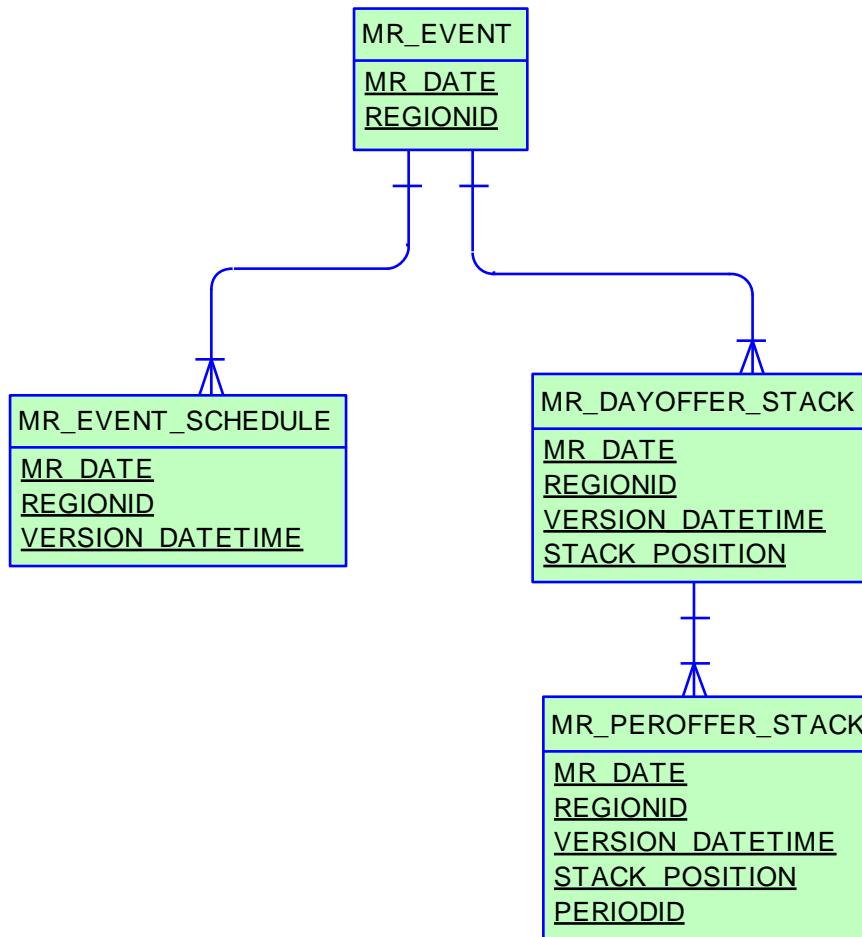 MR_EVENT
MR_DATE
REGIONID
MR_EVENT_SCHEDULE
MR_DATE
REGIONID
VERSION_DATETIME
MR_DAYOFFER_STACK
MR_DATE
REGIONID
VERSION_DATETIME
STACK_POSITION
MR_PEROFFER_STACK
MR_DATE
REGIONID
VERSION_DATETIME
STACK_POSITION
PERIODID